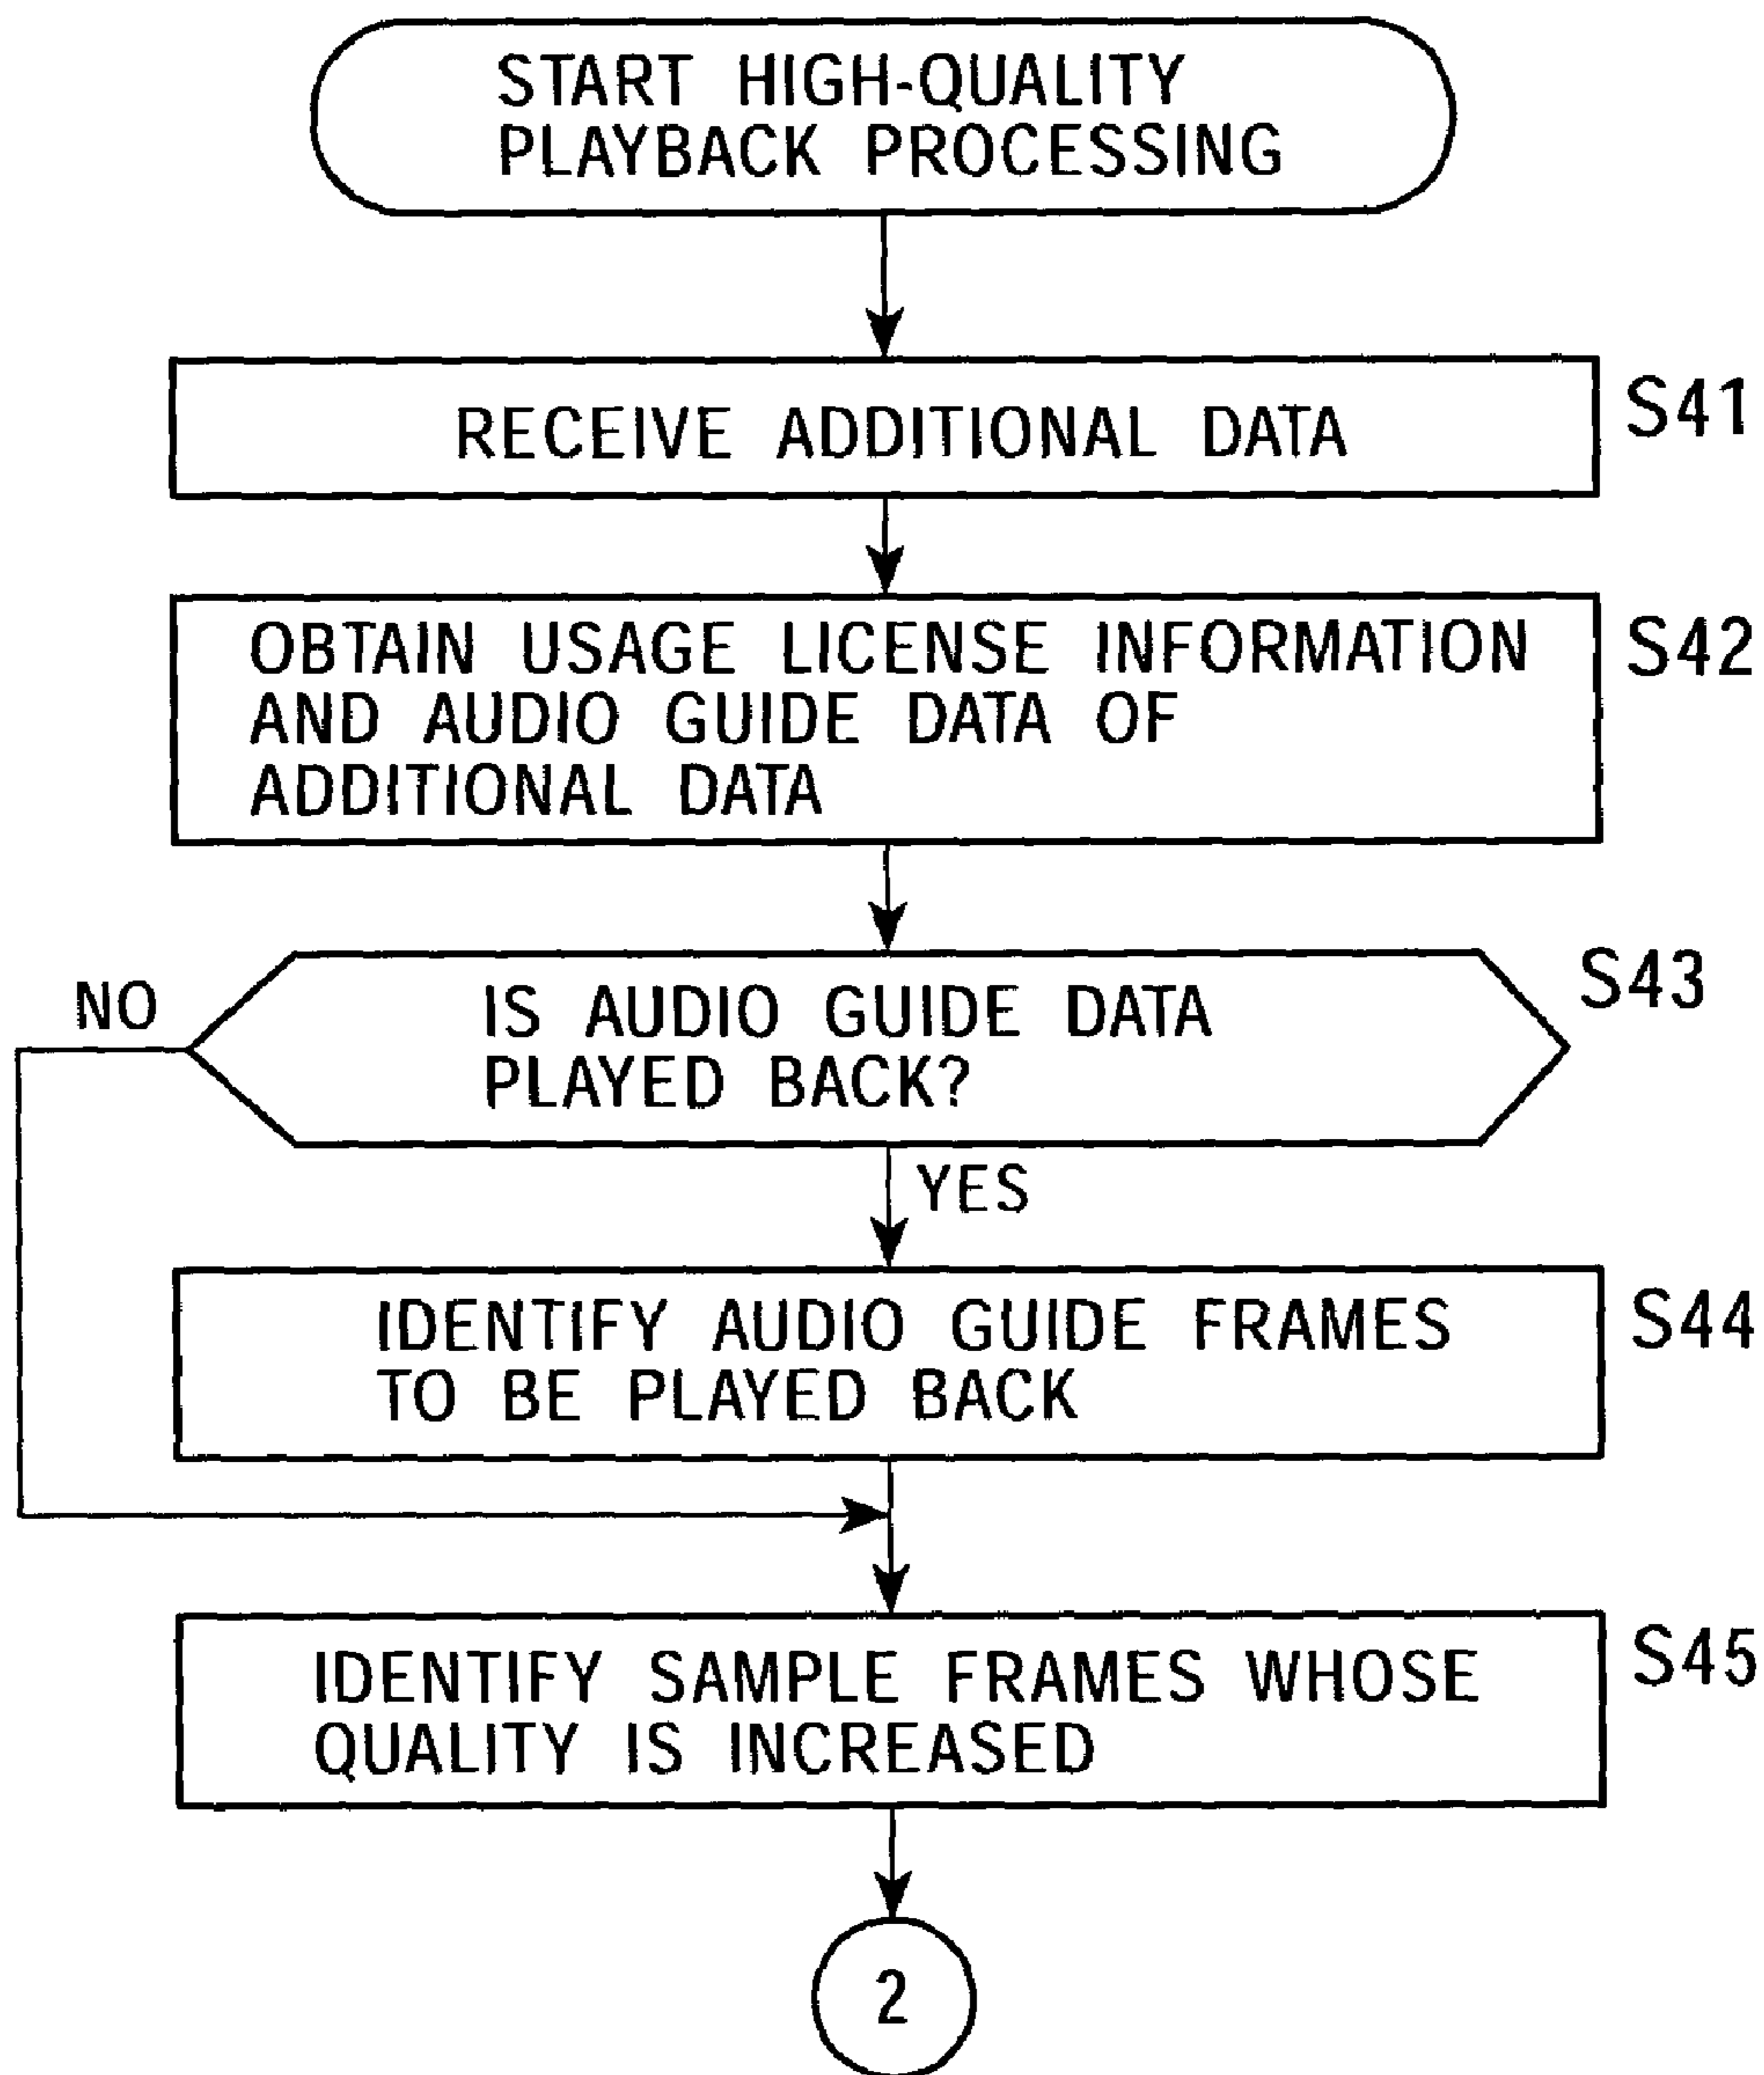 START HIGH-QUALITY
PLAYBACK PROCESSING
RECEIVE ADDITIONAL DATA
S41
OBTAIN USAGE LICENSE INFORMATION
AND AUDIO GUIDE DATA OF
ADDITIONAL DATA
S42
IS AUDIO GUIDE DATA
PLAYED BACK?
S43
NO
YES
IDENTIFY AUDIO GUIDE FRAMES
TO BE PLAYED BACK
S44
IDENTIFY SAMPLE FRAMES WHOSE
QUALITY IS INCREASED
S45
2